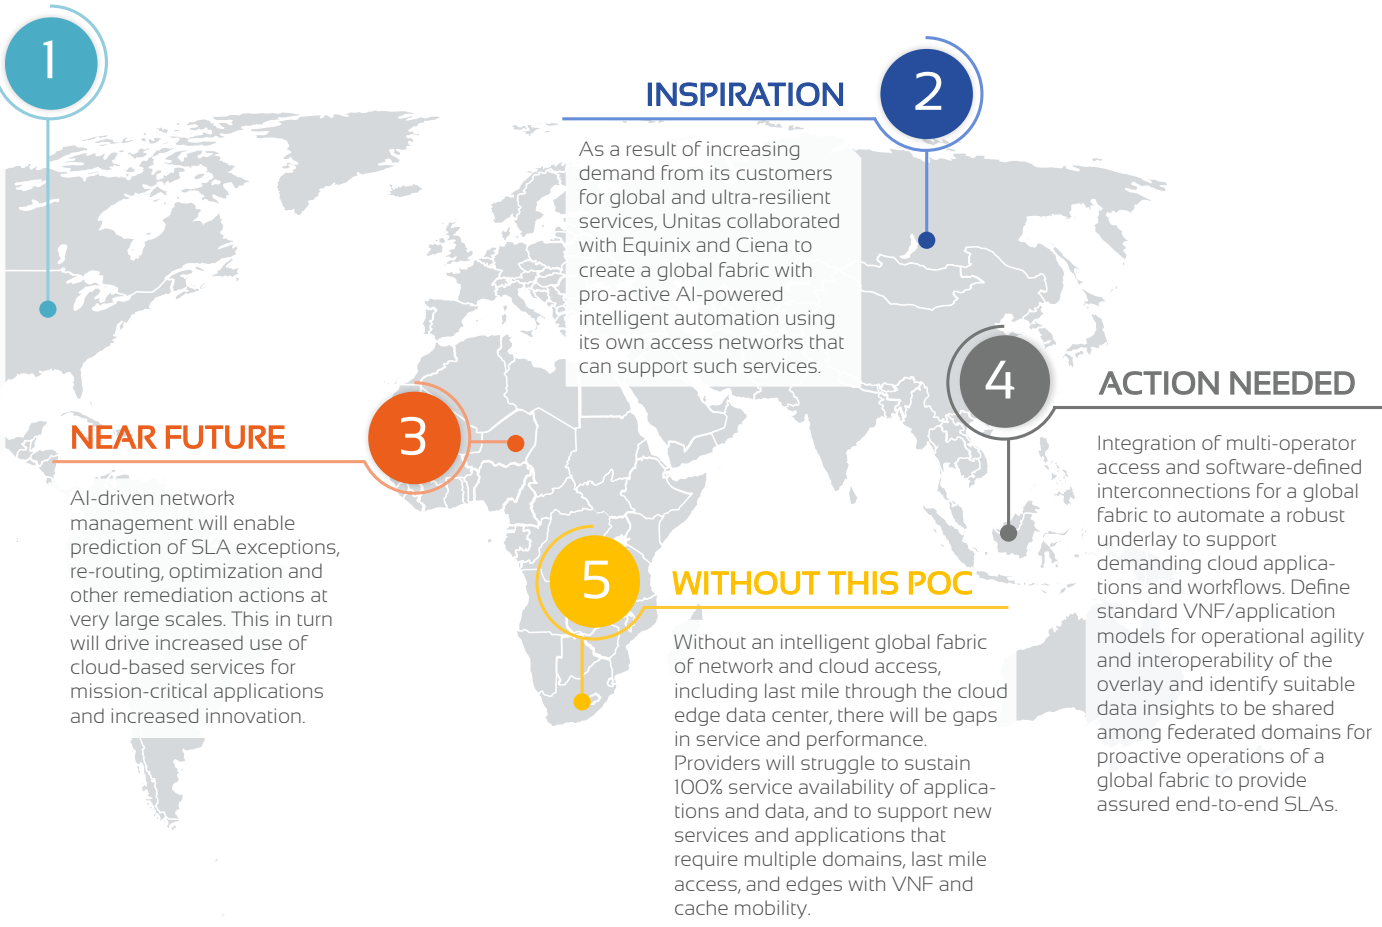 1
2
INSPIRATION
As a result of increasing
demand from its customers
for global and ultra-resilient
services, Unitas collaborated
with Equinix and Ciena to
create a global fabric with
pro-active AI-powered
intelligent automation using
its own access networks that
can support such services.
3
NEAR FUTURE
AI-driven network
management will enable
prediction of SLA exceptions,
re-routing, optimization and
other remediation actions at
very large scales. This in turn
will drive increased use of
cloud-based services for
mission-critical applications
and increased innovation.
4
ACTION NEEDED
Integration of multi-operator
access and software-defined
interconnections for a global
fabric to automate a robust
underlay to support
demanding cloud applica-
tions and workflows. Define
standard VNF/application
models for operational agility
and interoperability of the
overlay and identify suitable
data insights to be shared
among federated domains for
proactive operations of a
global fabric to provide
assured end-to-end SLAs.
5
WITHOUT THIS POC
Without an intelligent global fabric
of network and cloud access,
including last mile through the cloud
edge data center, there will be gaps
in service and performance.
Providers will struggle to sustain
100% service availability of applica-
tions and data, and to support new
services and applications that
require multiple domains, last mile
access, and edges with VNF and
cache mobility.